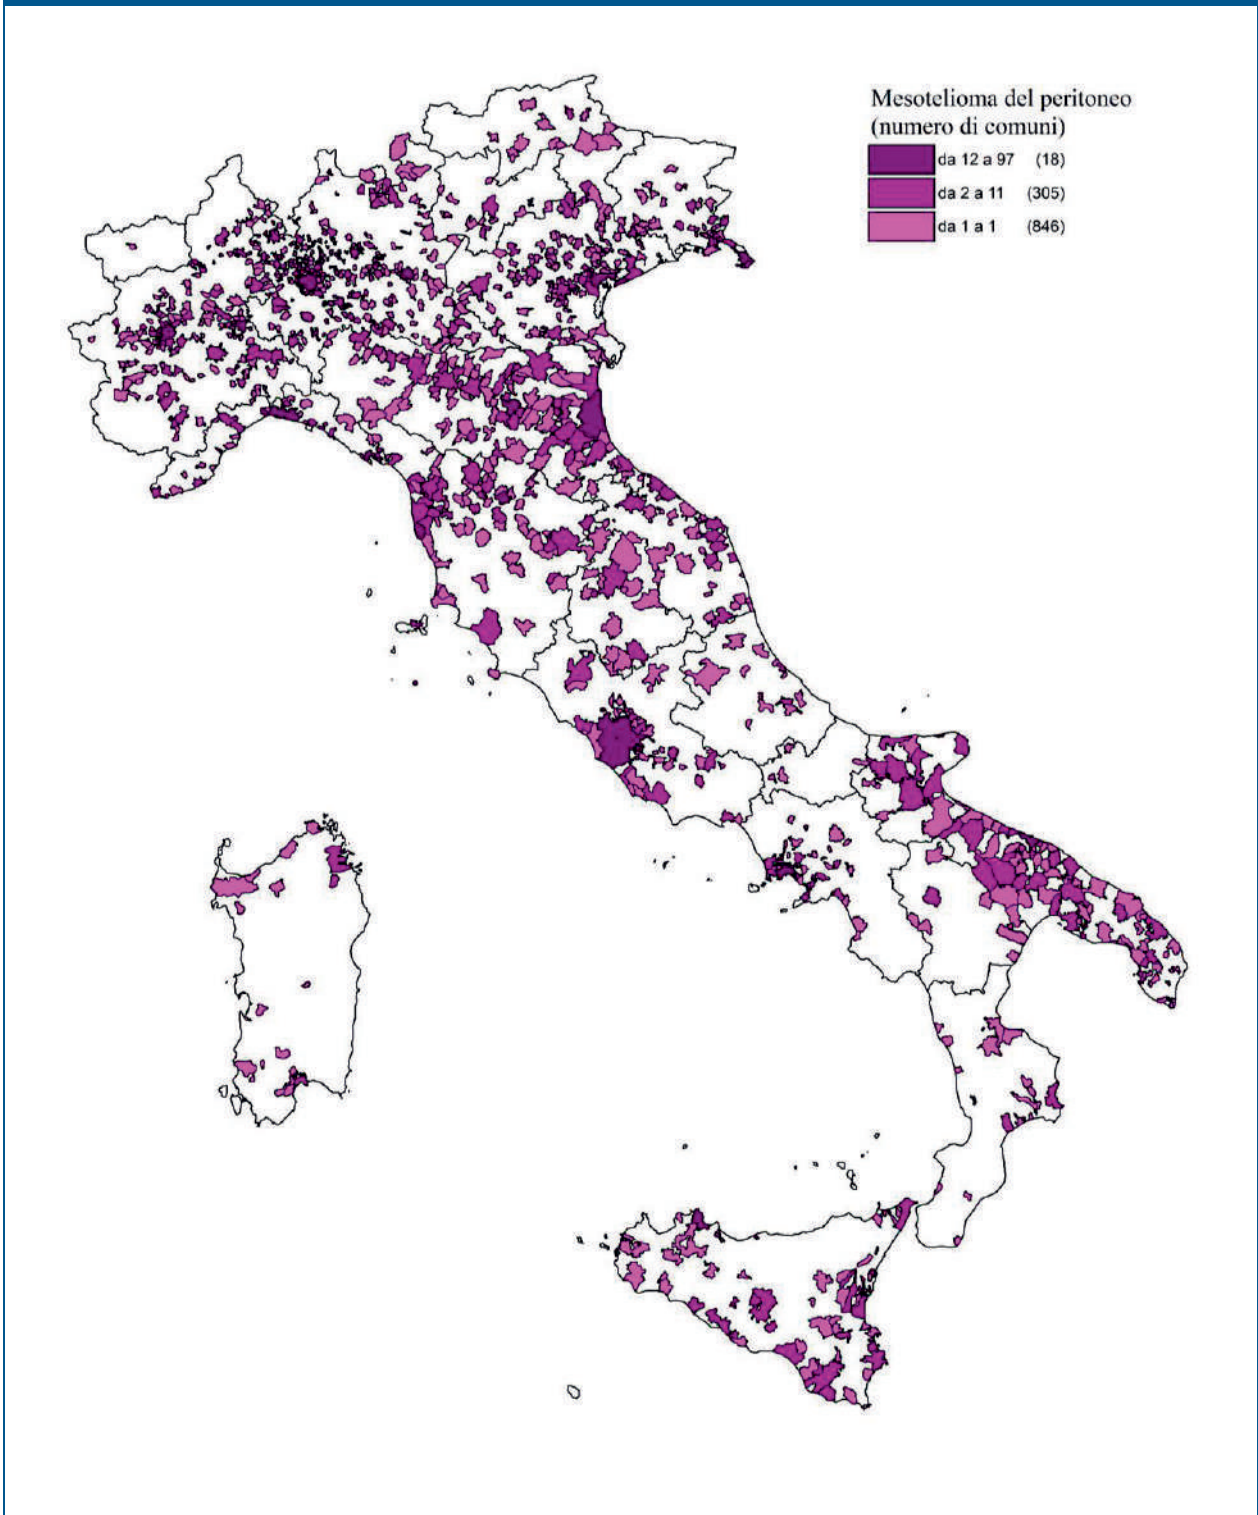 Mesotelioma del peritoneo
(numero di comuni)
da 12 a 97 (18)
da 2 a 11 (305)
da 1 a 1 (846)